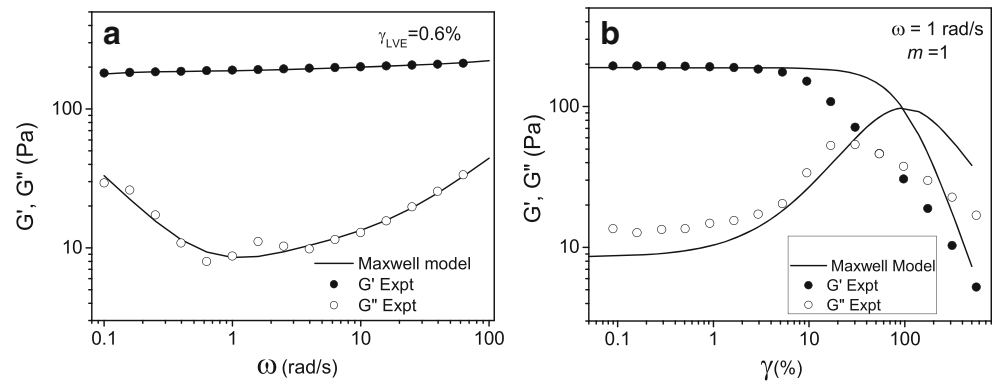 a
γLVE=0.6%
G', G" (Pa)
100
10
Maxwell model
G' Expt
G" Expt
0.1 1 10 100
ω (rad/s)
b
ω = 1 rad/s
m =1
G', G" (Pa)
100
10
Maxwell Model
G' Expt
G" Expt
0.1 1 10 100
γ(%)